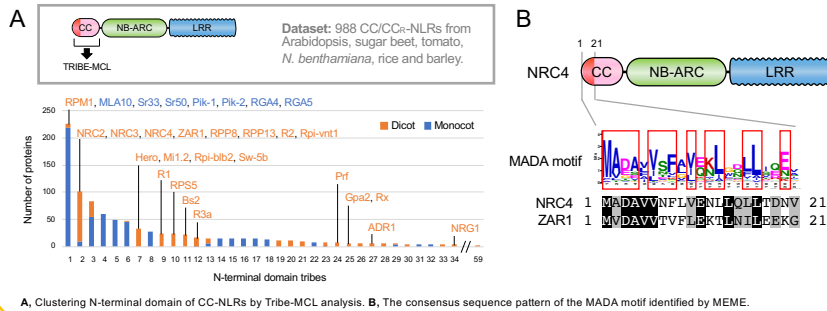 A
CC
NB-ARC
LRR
TRIBE-MCL
Dataset: 988 CC/CCR-NLRs from
Arabidopsis, sugar beet, tomato,
N. benthamiana, rice and barley.
RPM1, MLA10, Sr33, Sr50, Pik-1, Pik-2, RGA4, RGA5
NRC2, NRC3, NRC4, ZAR1, RPP8, RPP13, R2, Rpi-vnt1
Dicot
Monocot
Hero, Mi1.2, Rpi-blb2, Sw-5b
R1
RPS5
Bs2
R3a
Prf
Gpa2, Rx
ADR1
NRG1
Number of proteins
250
200
150
100
50
0
1 2 3 4 5 6 7 8 9 10 11 12 13 14 15 16 17 18 19 20 21 22 23 24 25 26 27 28 29 30 31 32 33 34 // 59
N-terminal domain tribes
B
1 21
NRC4
CC
NB-ARC
LRR
MADA motif
NRC4 1 MADAVVNFLVENLLQLLTDNV 21
ZAR1 1 MVDAVVTVFLEKTLNILEEKG 21
A, Clustering N-terminal domain of CC-NLRs by Tribe-MCL analysis. B, The consensus sequence pattern of the MADA motif identified by MEME.